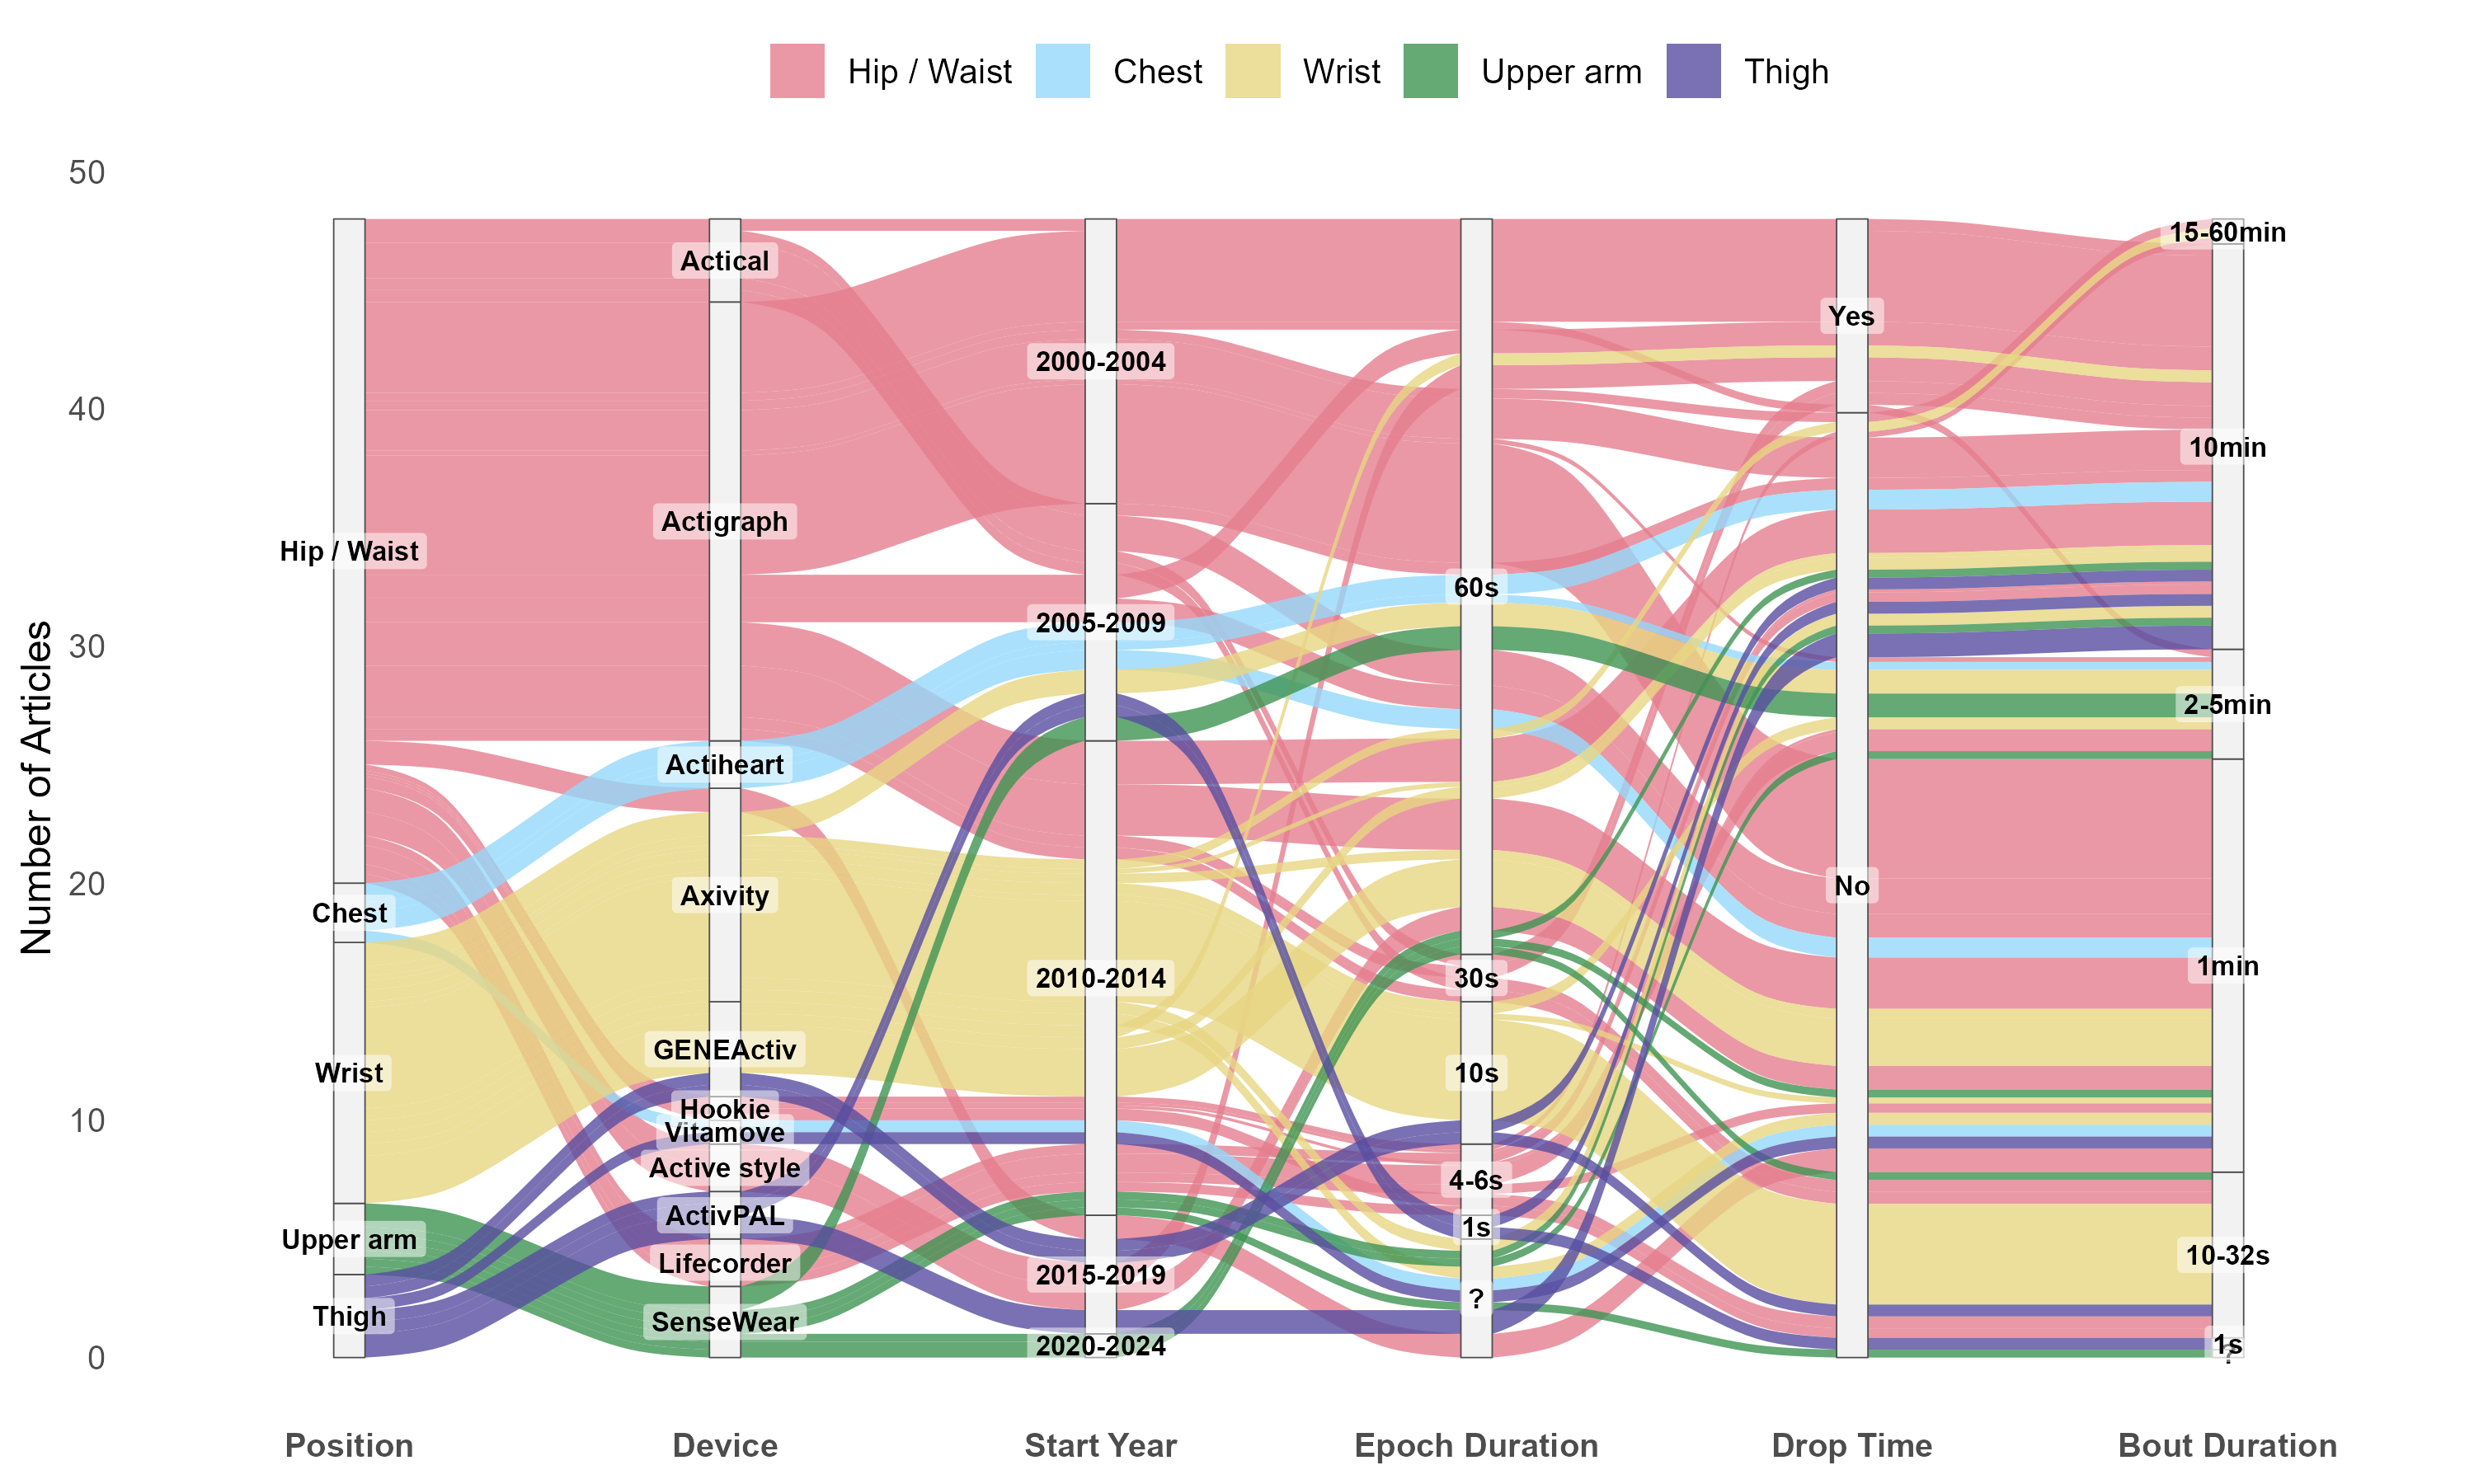 Hip / Waist
Chest
Wrist
Upper arm
Thigh
Number of Articles
50
40
30
20
10
0
Hip / Waist
Chest
Wrist
Upper arm
Thigh
Actical
Actigraph
Actiheart
Axivity
GENEActiv
Hookie
Vitamove
Active style
ActivPAL
Lifecorder
SenseWear
2000-2004
2005-2009
2010-2014
2015-2019
2020-2024
60s
30s
10s
4-6s
1s
?
Yes
No
15-60min
10min
2-5min
1min
10-32s
1s
?
Position
Device
Start Year
Epoch Duration
Drop Time
Bout Duration